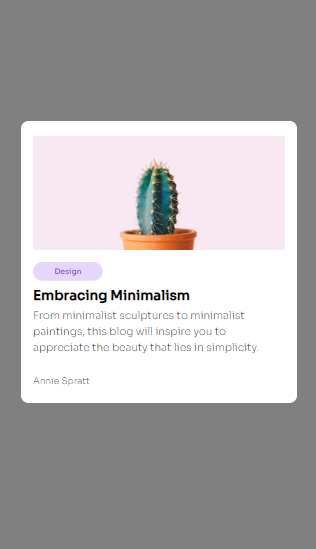 Design
Embracing Minimalism
From minimalist sculptures to minimalist
paintings, this blog will inspire you to
appreciate the beauty that lies in simplicity.
Annie Spratt